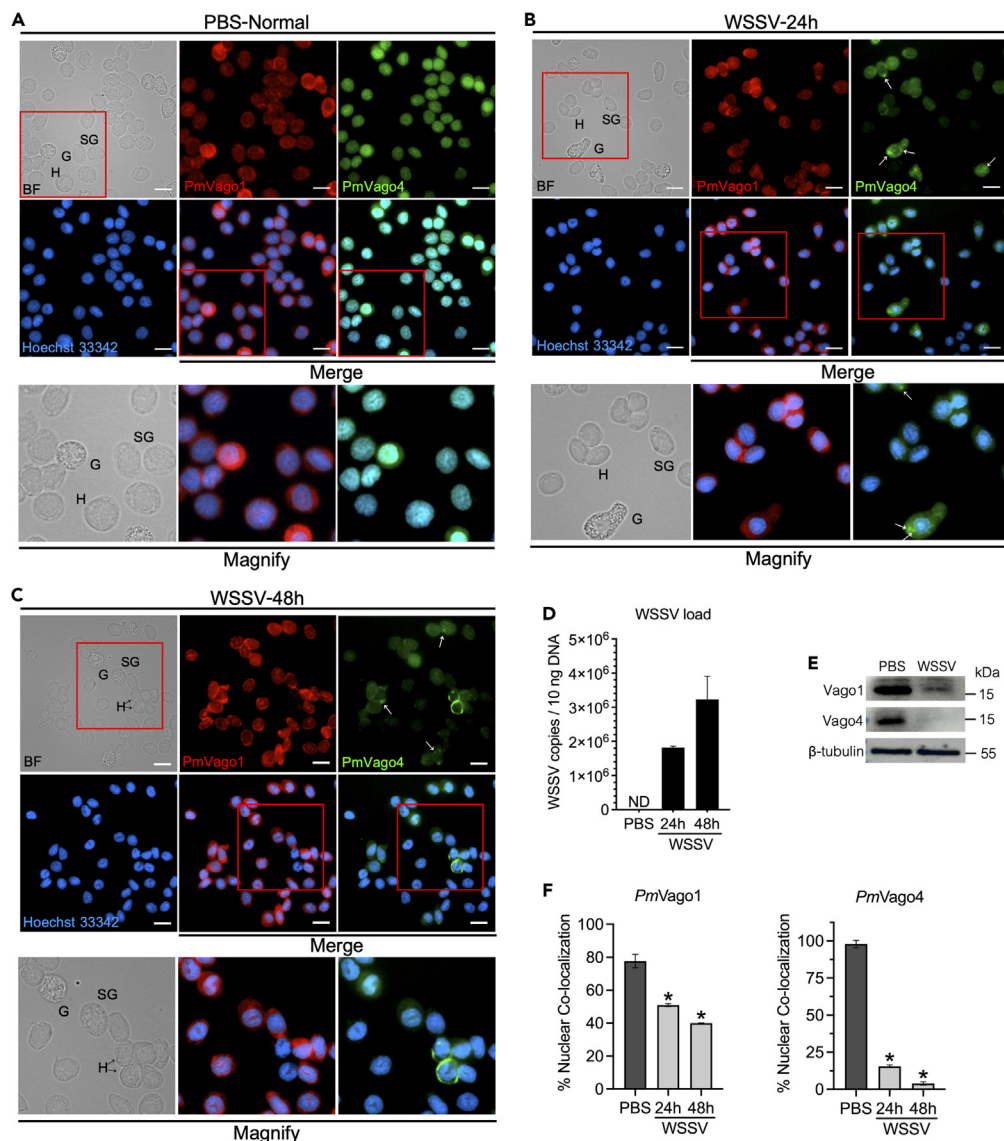 A
PBS-Normal
SG
G
H
BF
PmVago1
PmVago4
Hoechst 33342
Merge
SG
G
H
Magnify
B
WSSV-24h
H
SG
G
BF
PmVago1
PmVago4
Hoechst 33342
Merge
H
SG
G
Magnify
C
WSSV-48h
SG
G
H
BF
PmVago1
PmVago4
Hoechst 33342
Merge
SG
G
H
Magnify
D
WSSV load
WSSV copies / 10 ng DNA
5×10⁶
4×10⁶
3×10⁶
2×10⁶
1×10⁶
0
ND
PBS 24h 48h
WSSV
E
PBS WSSV kDa
Vago1 15
Vago4 15
β-tubulin 55
F
PmVago1
% Nuclear Co-localization
100
80
60
40
20
0
* *
PBS 24h 48h
WSSV
PmVago4
% Nuclear Co-localization
100
75
50
25
0
* *
PBS 24h 48h
WSSV